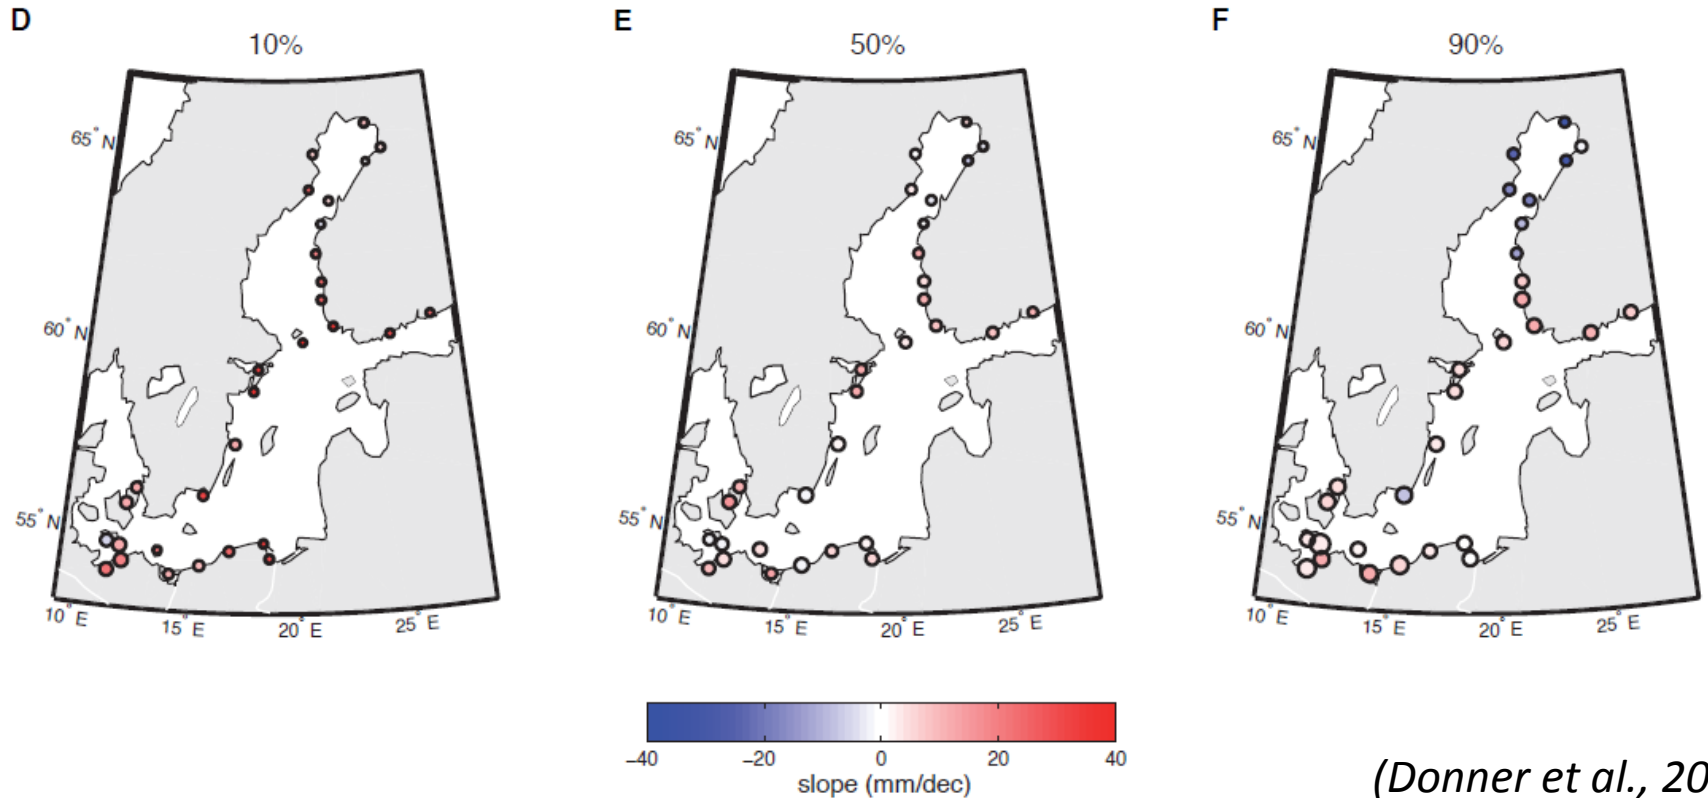 D E F
10% 50% 90%
65° N 65° N 65° N
60° N 60° N 60° N
55° N 55° N 55° N
10° E 15° E 20° E 25° E 10° E 15° E 20° E 25° E 10° E 15° E 20° E 25° E
−40 −20 0 20 40
slope (mm/dec)
(Donner et al., 20